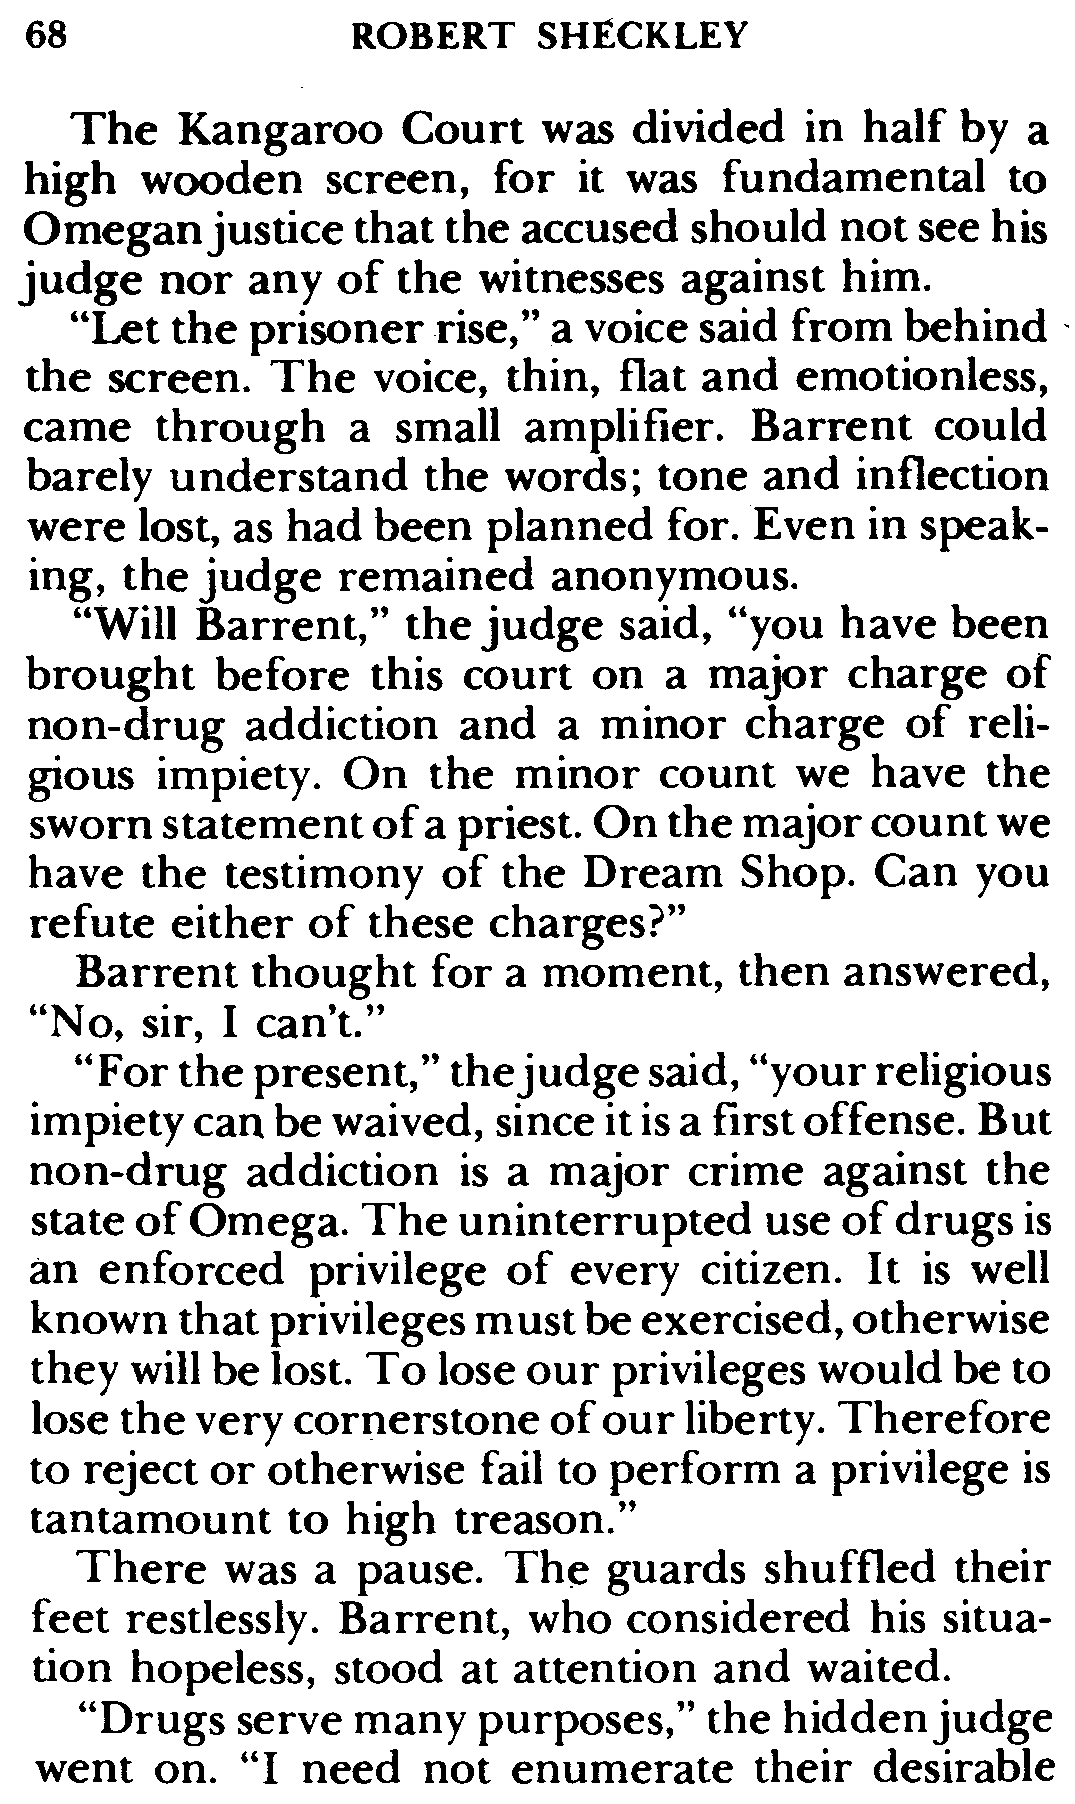 68 ROBERT SHECKLEY
The Kangaroo Court was divided in half by a
high wooden screen, for it was fundamental to
Omegan justice that the accused should not see his
judge nor any of the witnesses against him.
“Let the prisoner rise,” a voice said from behind
the screen. The voice, thin, flat and emotionless,
came through a small amplifier. Barrent could
barely understand the words; tone and inflection
were lost, as had been planned for. Even in speak-
ing, the judge remained anonymous.
“Will Barrent,” the judge said, “you have been
brought before this court on a major charge of
non-drug addiction and a minor charge of reli-
gious impiety. On the minor count we have the
sworn statement of a priest. On the major count we
have the testimony of the Dream Shop. Can you
refute either of these charges?”
Barrent thought for a moment, then answered,
“No, sir, I can't.”
“For the present,” the judge said, “your religious
impiety can be waived, since it is a first offense. But
non-drug addiction is a major crime against the
state of Omega. The uninterrupted use of drugs is
an enforced privilege of every citizen. It is well
known that privileges must be exercised, otherwise
they will be lost. To lose our privileges would be to
lose the very cornerstone of our liberty. Therefore
to reject or otherwise fail to perform a privilege is
tantamount to high treason.”
There was a pause. The guards shuffled their
feet restlessly. Barrent, who considered his situa-
tion hopeless, stood at attention and waited.
“Drugs serve many purposes,” the hidden judge
went on. “I need not enumerate their desirable